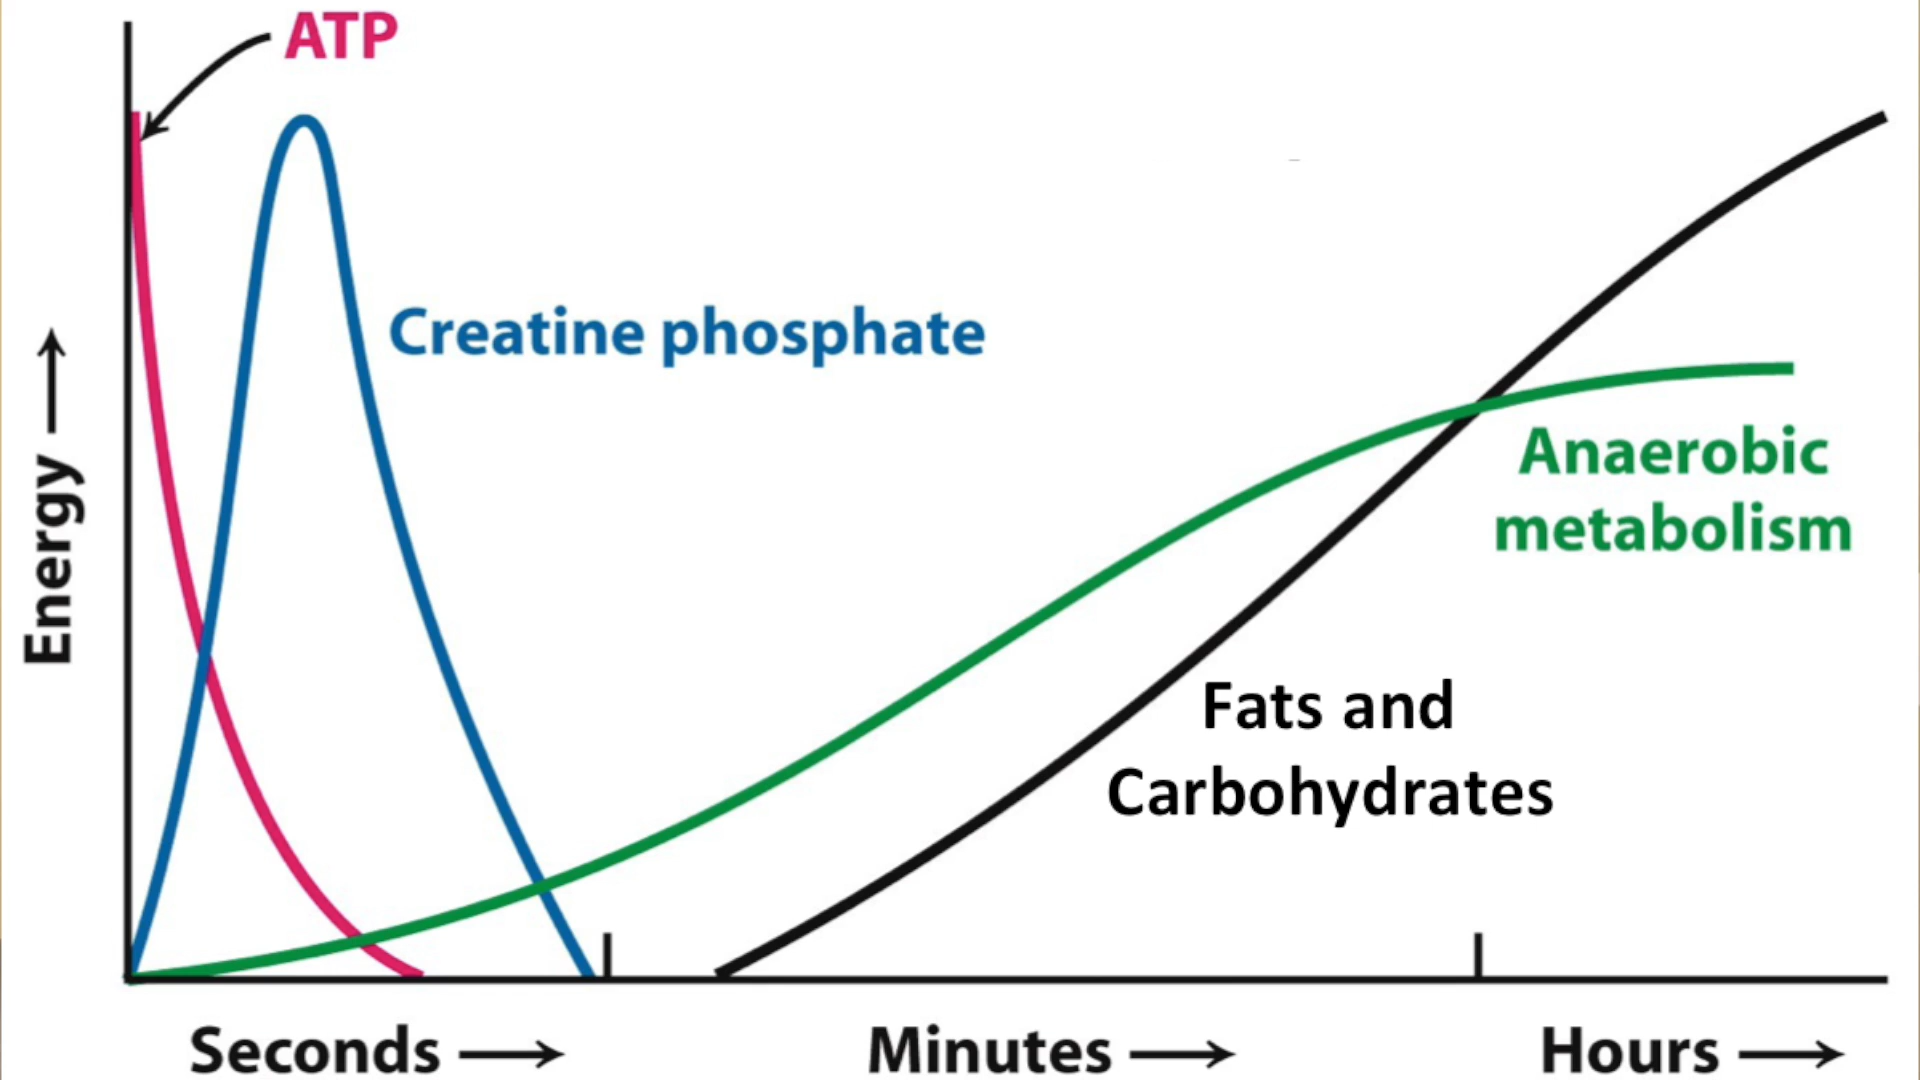 ATP
Creatine phosphate
Energy
Anaerobic
metabolism
Fats and
Carbohydrates
Seconds
Minutes
Hours